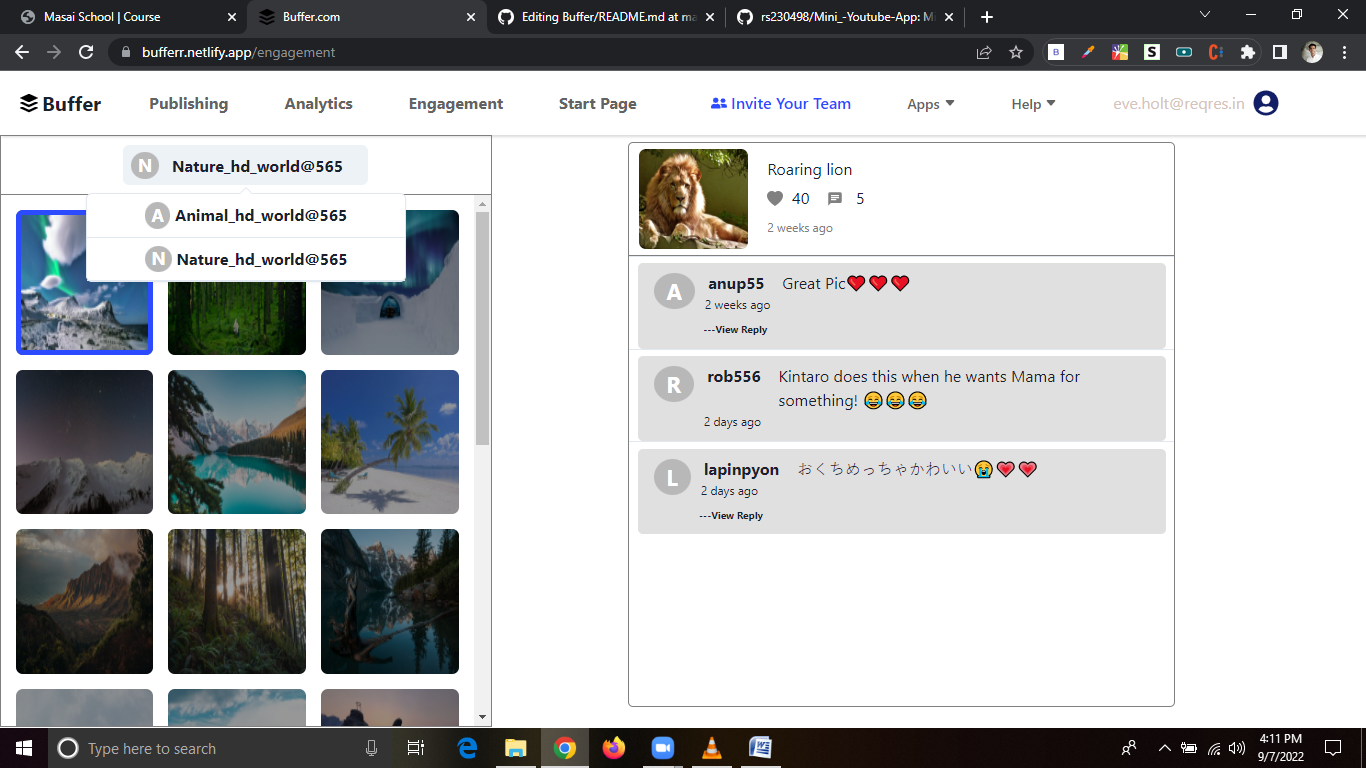 Masai School | Course
Buffer.com
Editing Buffer/README.md at ma
rs230498/Mini_-Youtube-App: Mi
bufferr.netlify.app/engagement
Buffer
Publishing
Analytics
Engagement
Start Page
Invite Your Team
Apps
Help
eve.holt@reqres.in
N Nature_hd_world@565
A Animal_hd_world@565
N Nature_hd_world@565
Roaring lion
40 5
2 weeks ago
A anup55 Great Pic❤️❤️❤️
2 weeks ago
---View Reply
R rob556 Kintaro does this when he wants Mama for
something! 😂😂😂
2 days ago
L lapinpyon おくちめっちゃかわいい😭❤️❤️
2 days ago
---View Reply
Type here to search
4:11 PM
9/7/2022